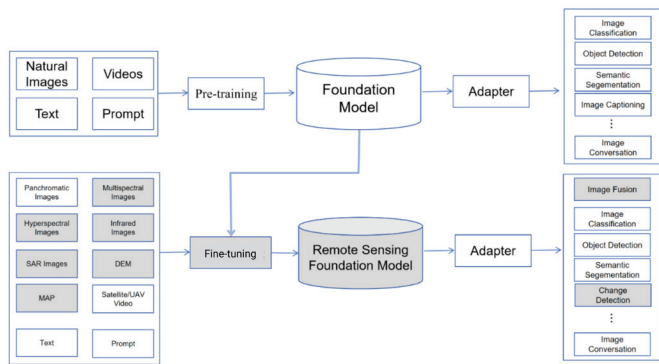 Natural
Images
Videos
Text
Prompt
Pre-training
Foundation
Model
Adapter
Image
Classification
Object Detection
Semantic
Segementation
Image Captioning
⋮
Image
Conversation
Panchromatic
Images
Multispectral
Images
Hyperspectral
Images
Infrared
Images
SAR Images
DEM
MAP
Satellite/UAV
Video
Text
Prompt
Fine-tuning
Remote Sensing
Foundation Model
Adapter
Image Fusion
Image
Classification
Object Detection
Semantic
Segementation
Change
Detection
⋮
Image
Conversation